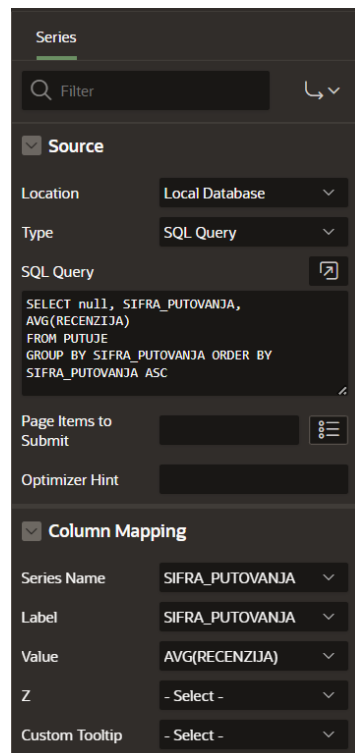 Series
Filter
Source
Location Local Database
Type SQL Query
SQL Query
SELECT null, SIFRA_PUTOVANJA,
AVG(RECENZIJA)
FROM PUTUJE
GROUP BY SIFRA_PUTOVANJA ORDER BY
SIFRA_PUTOVANJA ASC
Page Items to
Submit
Optimizer Hint
Column Mapping
Series Name SIFRA_PUTOVANJA
Label SIFRA_PUTOVANJA
Value AVG(RECENZIJA)
Z - Select -
Custom Tooltip - Select -